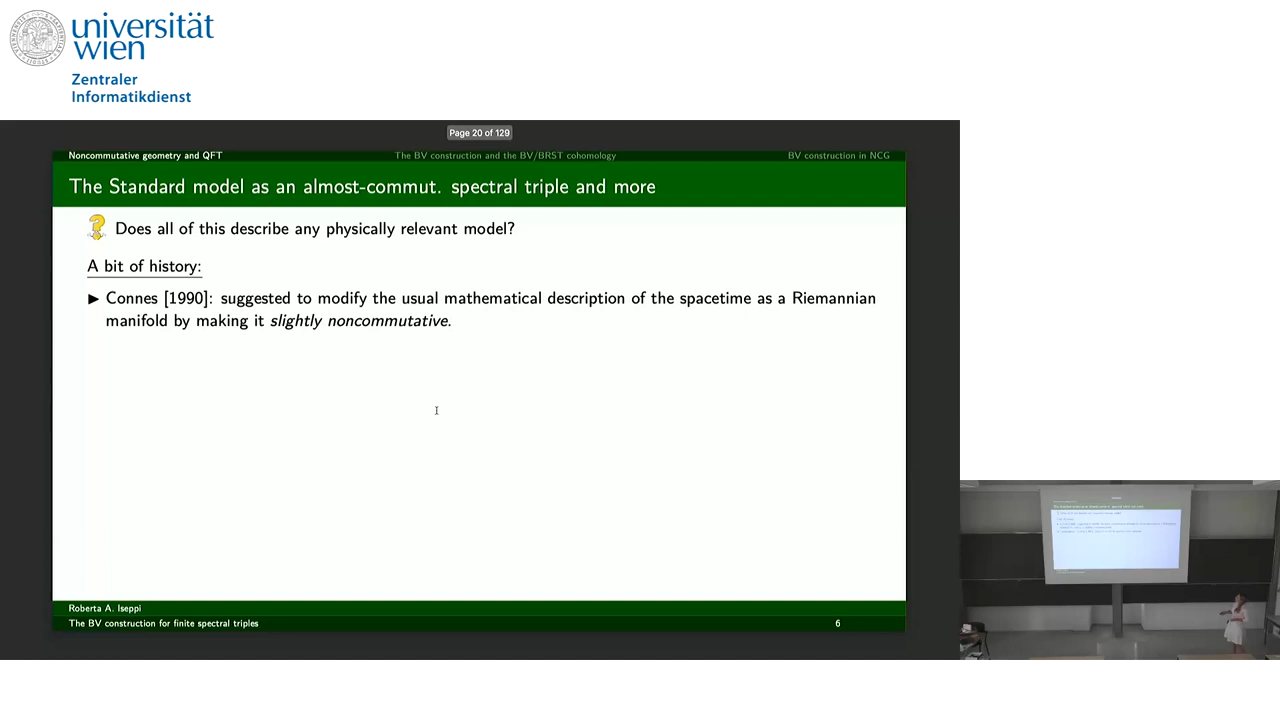 universität
wien
Zentraler
Informatikdienst
Page 20 of 129
Noncommutative geometry and QFT The BV construction and the BV/BRST cohomology BV construction in NCG
The Standard model as an almost-commut. spectral triple and more
Does all of this describe any physically relevant model?
A bit of history:
▶ Connes [1990]: suggested to modify the usual mathematical description of the spacetime as a Riemannian
manifold by making it slightly noncommutative.
Roberta A. Iseppi
The BV construction for finite spectral triples 6